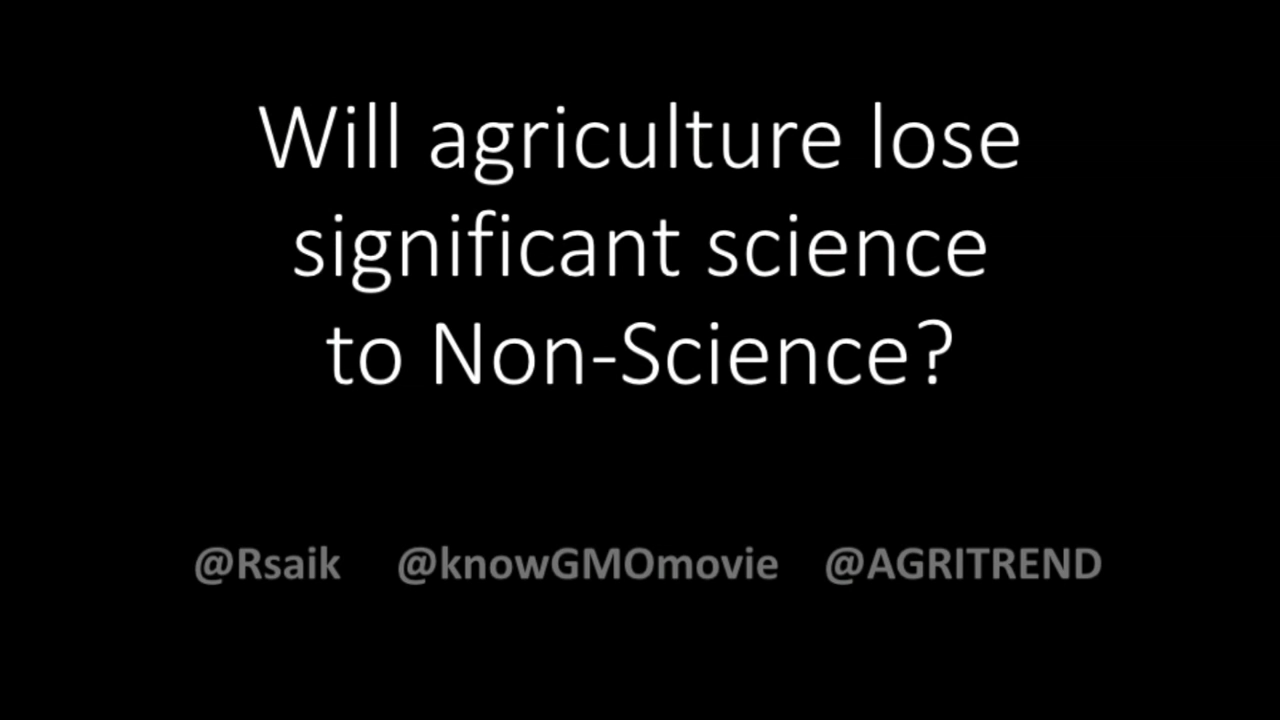 Will agriculture lose
significant science
to Non-Science?
@Rsaik @knowGMOmovie @AGRITREND